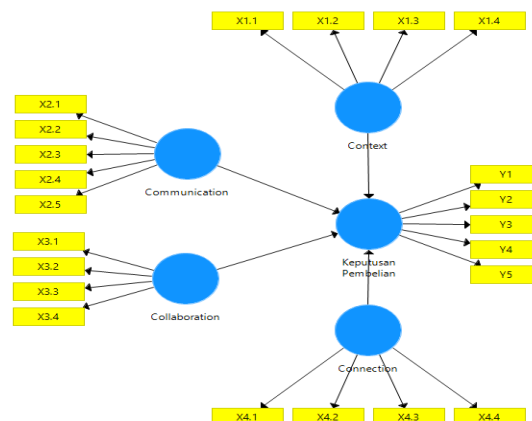 X1.1 X1.2 X1.3 X1.4
Context
X2.1
X2.2
X2.3
X2.4
X2.5
Communication
Y1
Y2
Y3
Y4
Y5
Keputusan
Pembelian
X3.1
X3.2
X3.3
X3.4
Collaboration
Connection
X4.1 X4.2 X4.3 X4.4